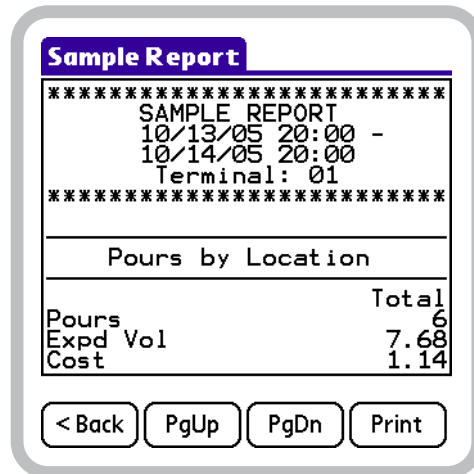 Sample Report
**************************
SAMPLE REPORT
10/13/05 20:00 -
10/14/05 20:00
Terminal: 01
**************************
Pours by Location
Total
Pours 6
Expd Vol 7.68
Cost 1.14
< Back PgUp PgDn Print